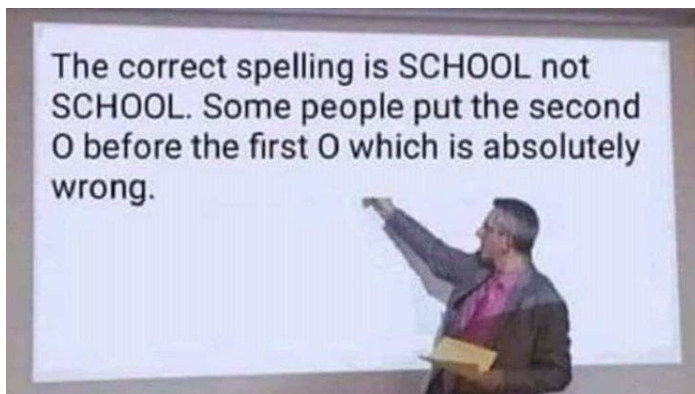 The correct spelling is SCHOOL not
SCHOOL. Some people put the second
O before the first O which is absolutely
wrong.